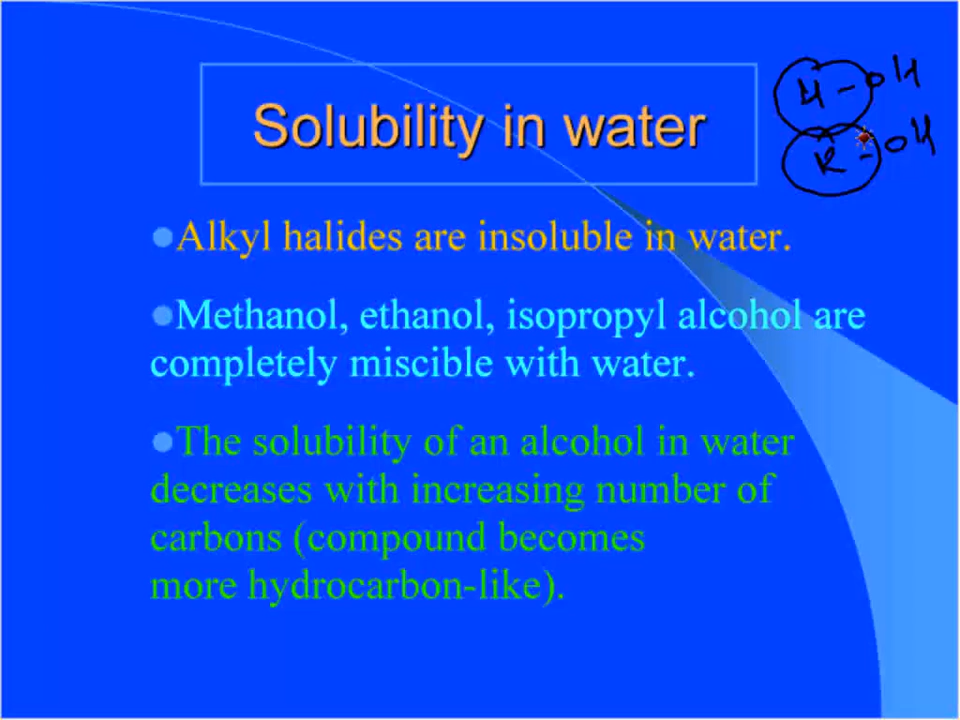 Solubility in water
H-OH
R-OH
Alkyl halides are insoluble in water.
Methanol, ethanol, isopropyl alcohol are
completely miscible with water.
The solubility of an alcohol in water
decreases with increasing number of
carbons (compound becomes
more hydrocarbon-like).